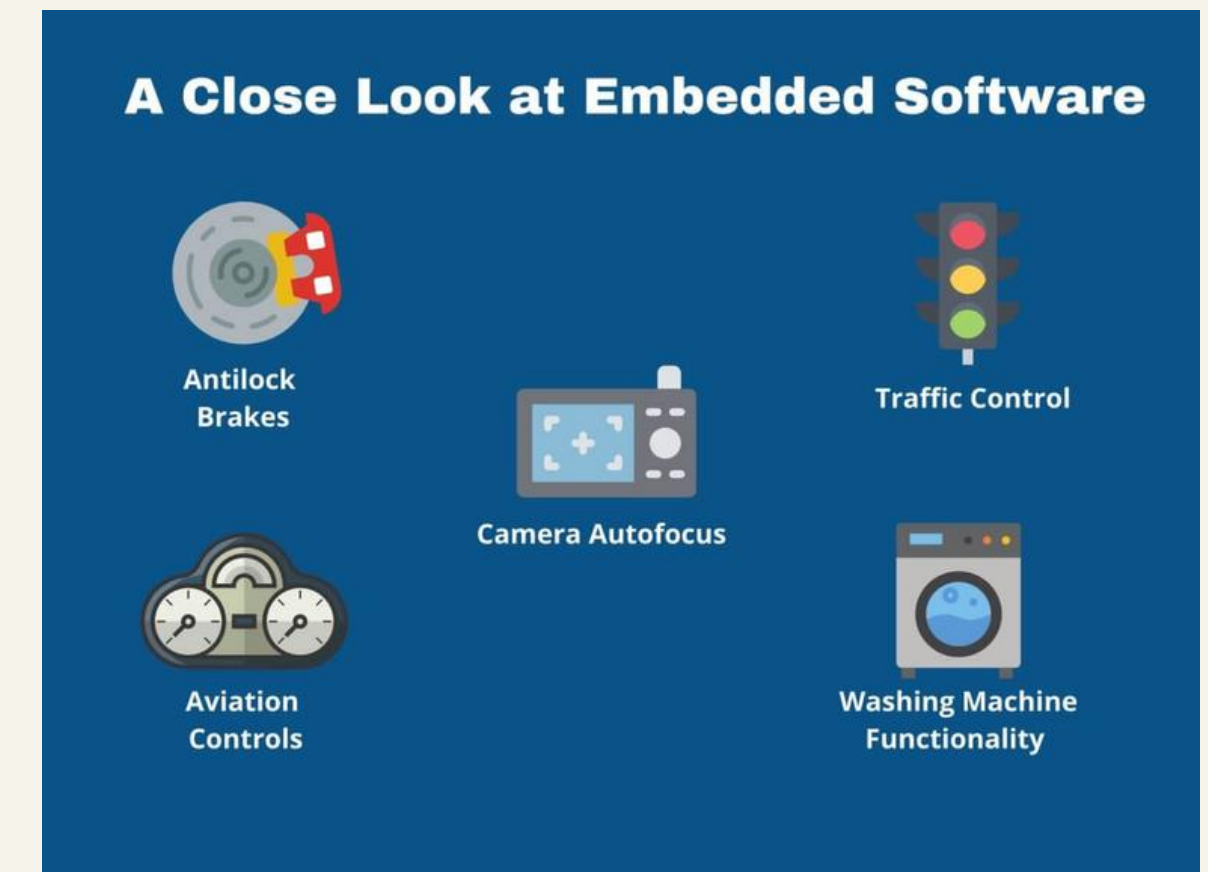 A Close Look at Embedded Software
Antilock
Brakes
Traffic Control
Camera Autofocus
Aviation
Controls
Washing Machine
Functionality